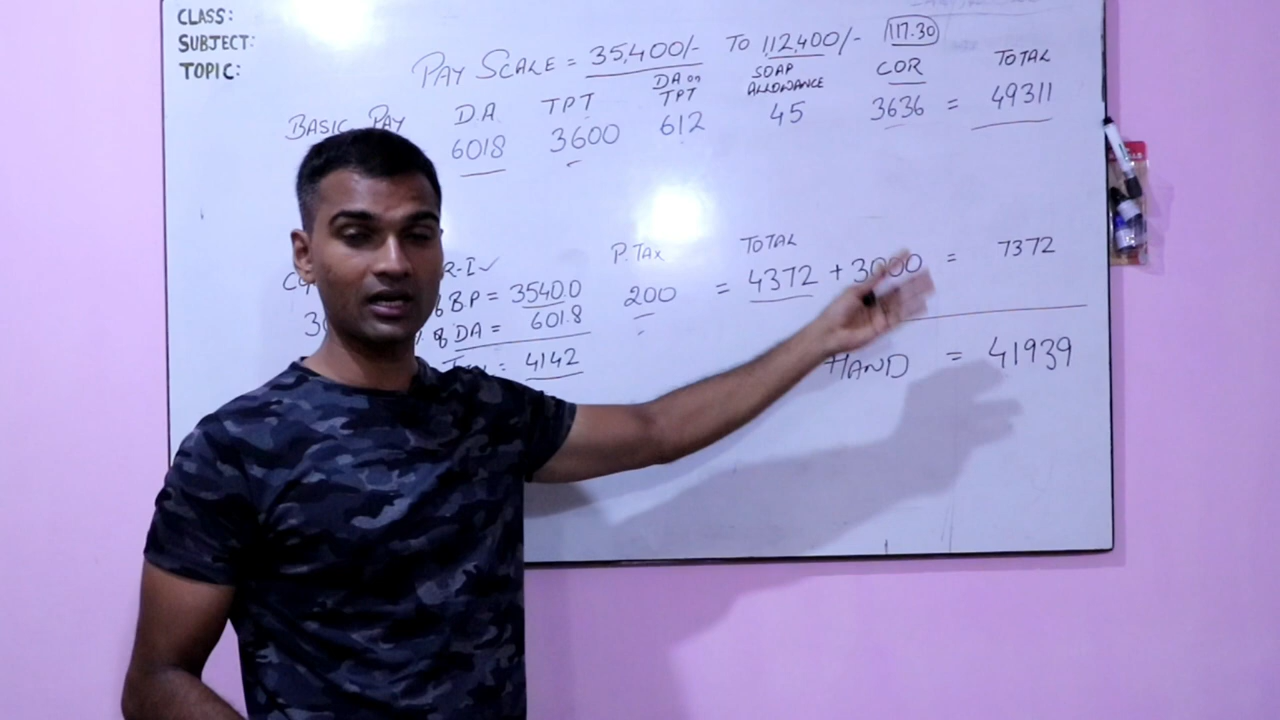 CLASS:
SUBJECT:
TOPIC:
PAY SCALE = 35,400/- TO 112,400/- 117.30
BASIC PAY D.A TPT DA on TPT SOAP ALLOWANCE COR TOTAL
6018 3600 612 45 3636 = 49311
R-I P.TAX TOTAL
B.P = 3540.0 200 = 4372 + 3000 = 7372
DA = 601.8
= 4142
HAND = 41939